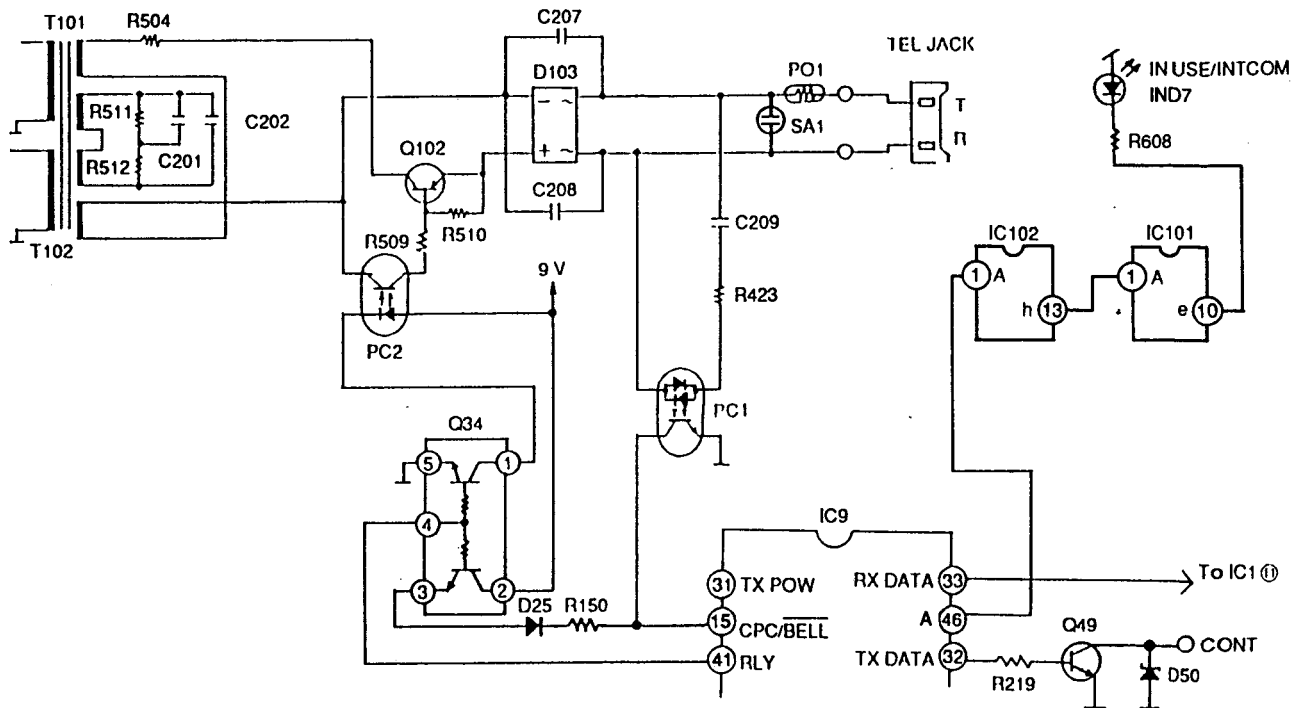 T101
R504
C207
TEL JACK
D103
PO1
IN USE/INTCOM
IND7
R511
C202
T
SA1
R608
R512
C201
Q102
R
T102
C208
C209
R510
IC102
IC101
R509
9 V
1 A
1 A
R423
h 13
e 10
PC2
PC1
Q34
5
1
IC9
4
31 TX POW
RX DATA 33
To IC1 ⑪
3
2
D25
R150
15 CPC/BELL
A 46
Q49
CONT
41 RLY
TX DATA 32
R219
D50